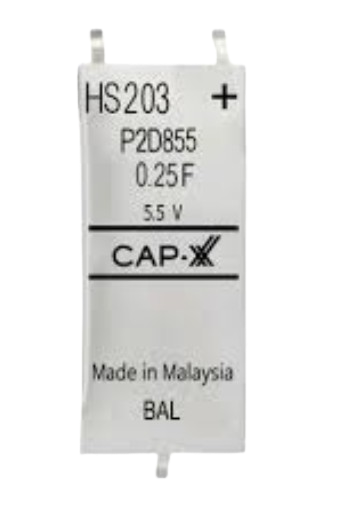 HS203 +
P2D855
0.25F
5.5 V
CAP-XX
Made in Malaysia
BAL